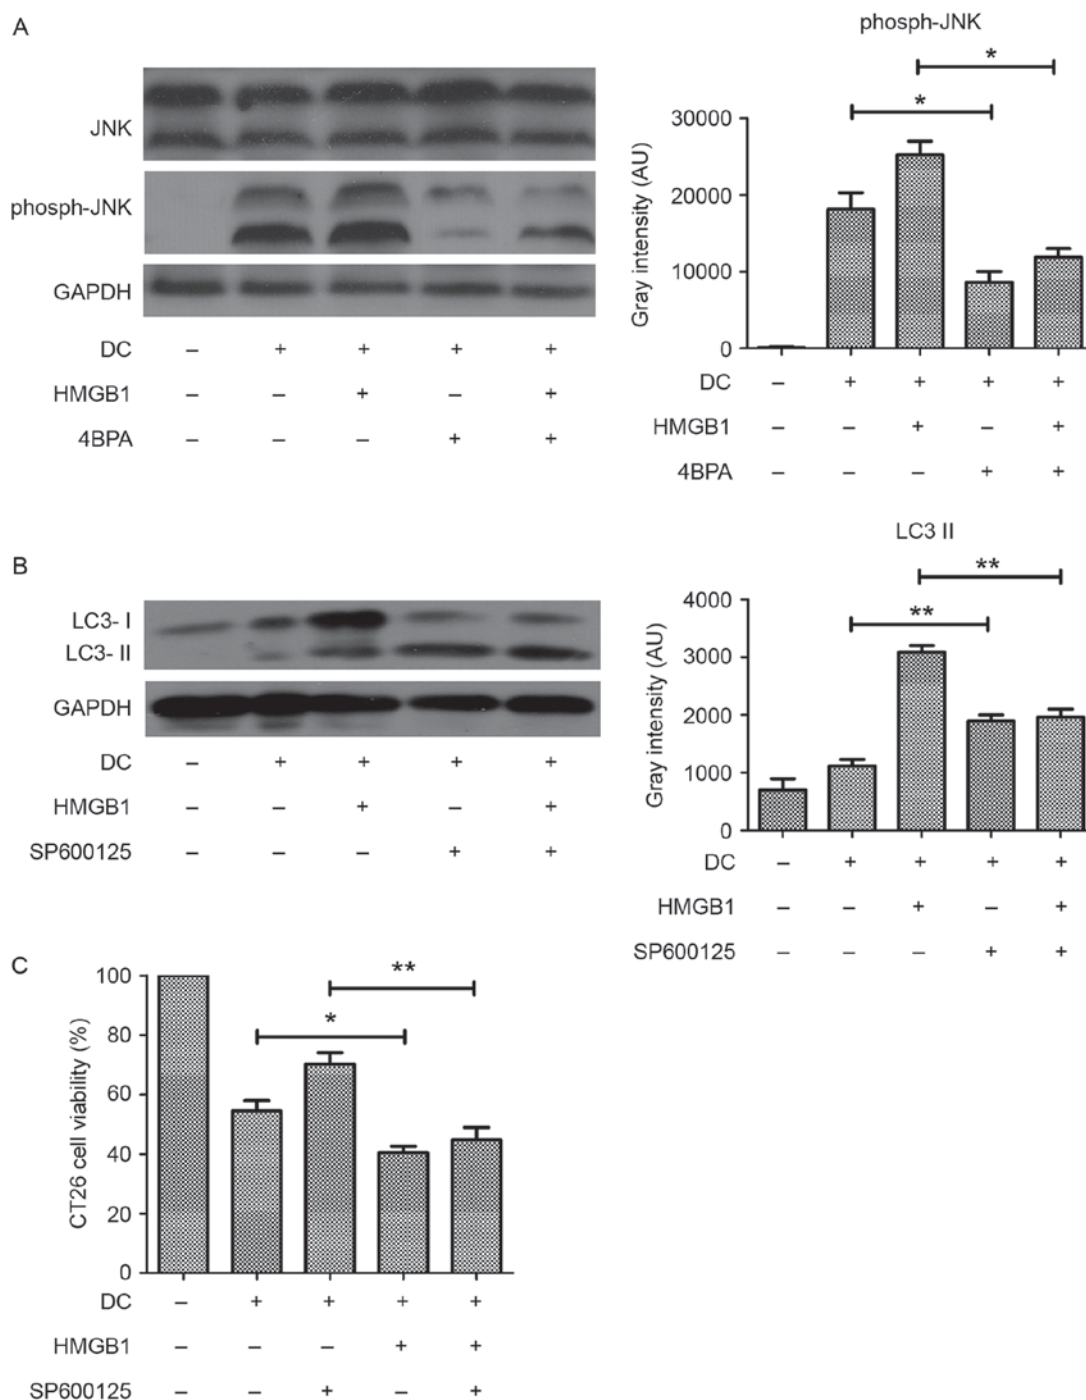 A
JNK
phosph-JNK
GAPDH
DC – + + + +
HMGB1 – – + – +
4BPA – – – + +
phosph-JNK
*
*
Gray intensity (AU)
30000
20000
10000
0
DC – + + + +
HMGB1 – – + – +
4BPA – – – + +
B
LC3- I
LC3- II
GAPDH
DC – + + + +
HMGB1 – – + – +
SP600125 – – – + +
LC3 II
**
**
Gray intensity (AU)
4000
3000
2000
1000
0
DC – + + + +
HMGB1 – – + – +
SP600125 – – – + +
C
**
*
CT26 cell viability (%)
100
80
60
40
20
0
DC – + + + +
HMGB1 – – – + +
SP600125 – – + – +